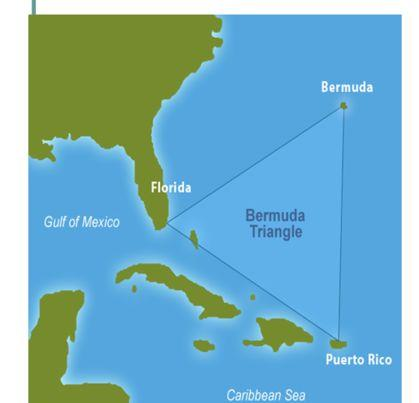 Bermuda
Florida
Gulf of Mexico
Bermuda
Triangle
Puerto Rico
Caribbean Sea